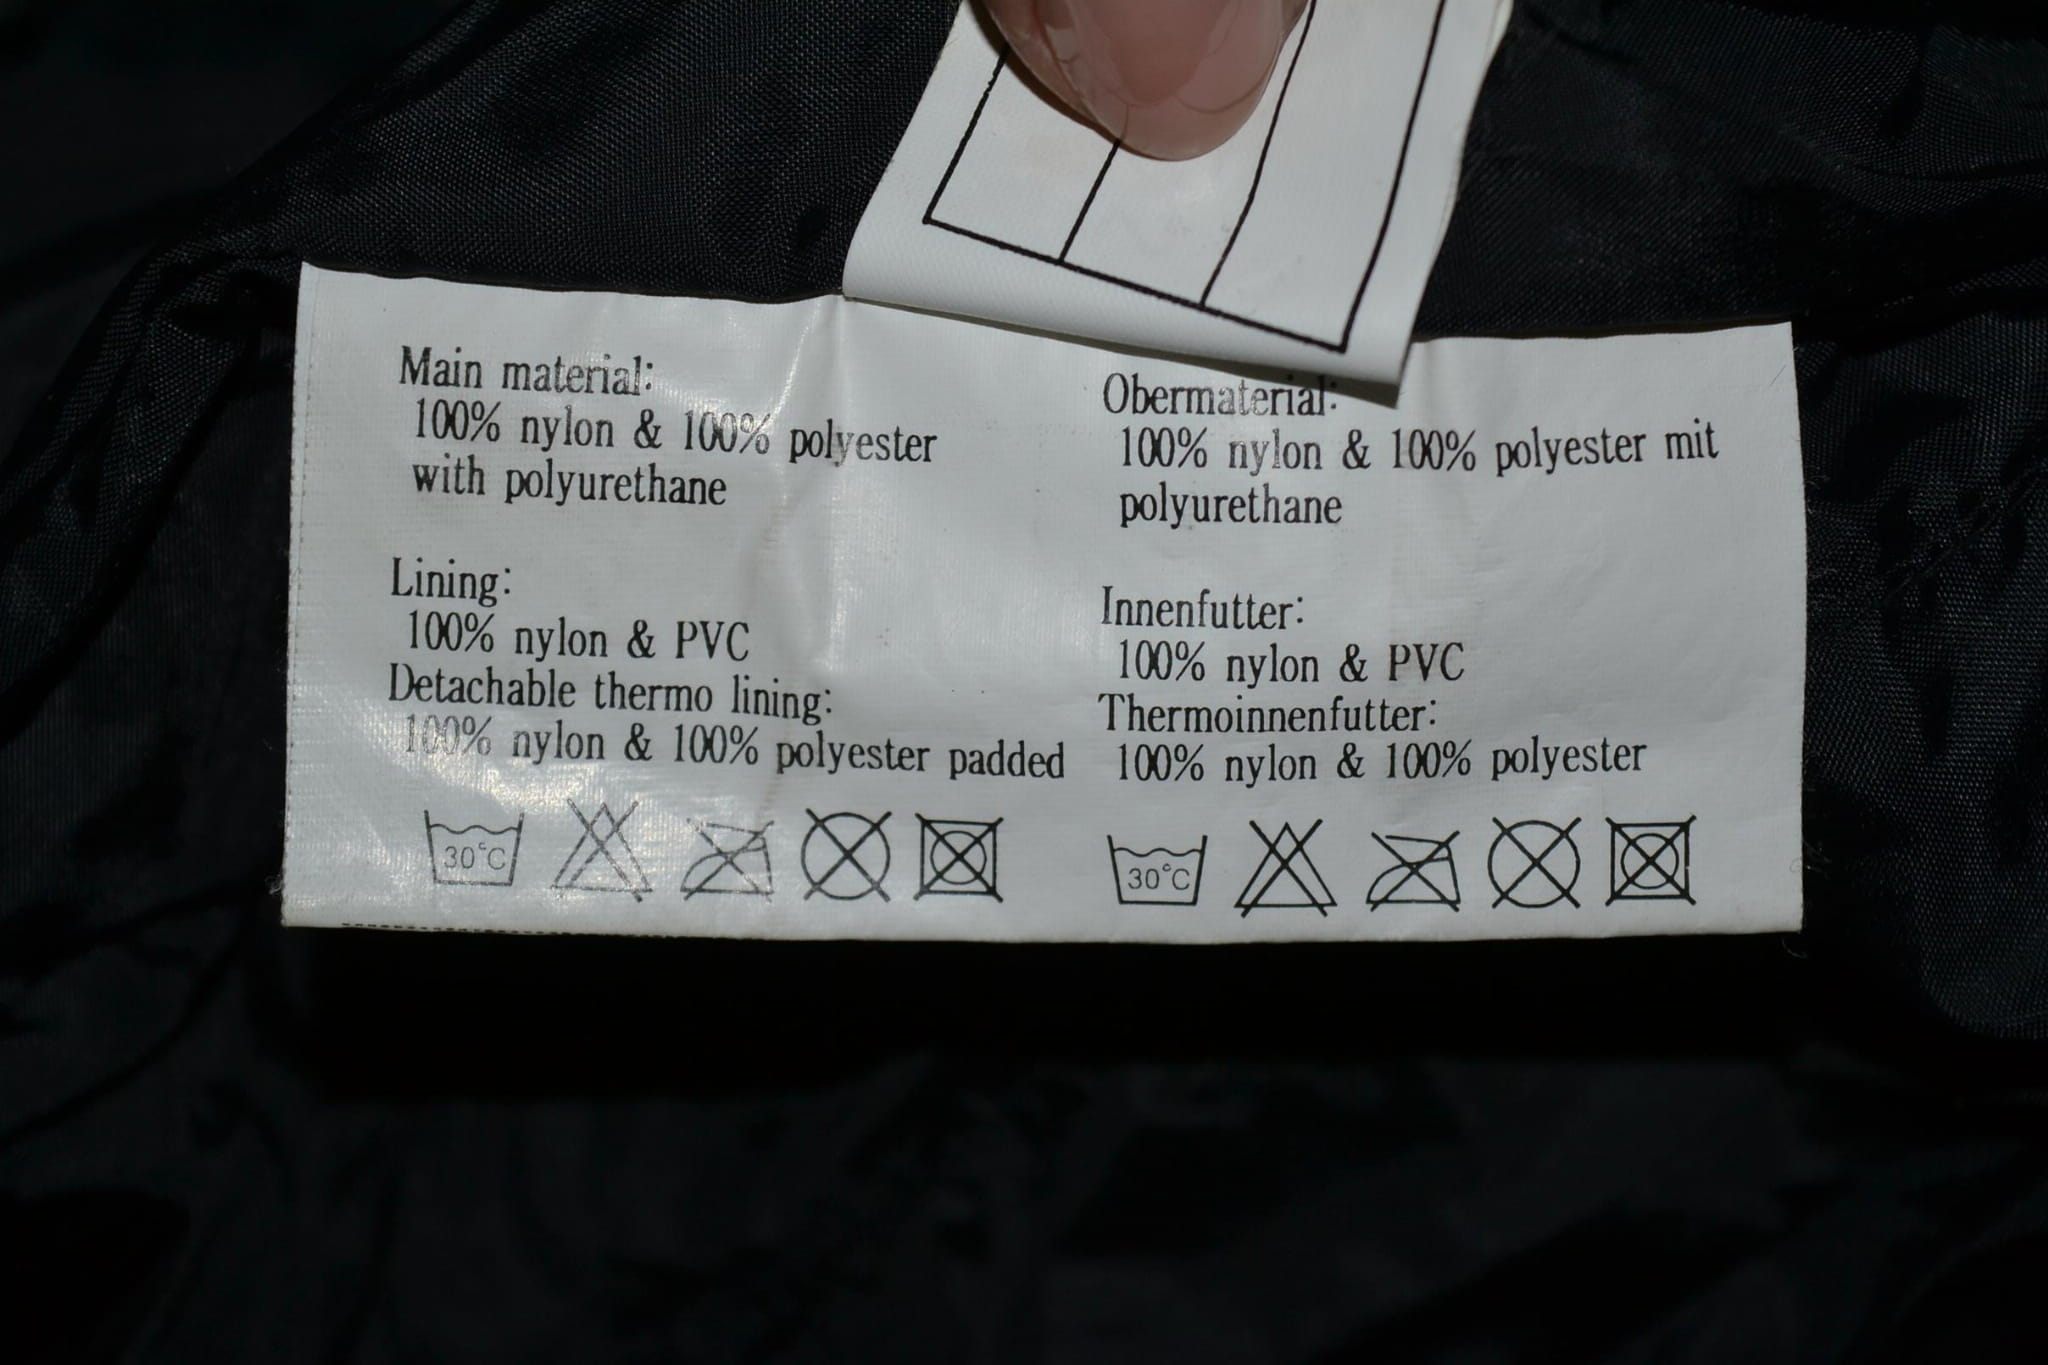 Main material:
100% nylon & 100% polyester
with polyurethane
Lining:
100% nylon & PVC
Detachable thermo lining:
100% nylon & 100% polyester padded
30°C
Obermaterial:
100% nylon & 100% polyester mit
polyurethane
Innenfutter:
100% nylon & PVC
Thermoinnenfutter:
100% nylon & 100% polyester
30°C